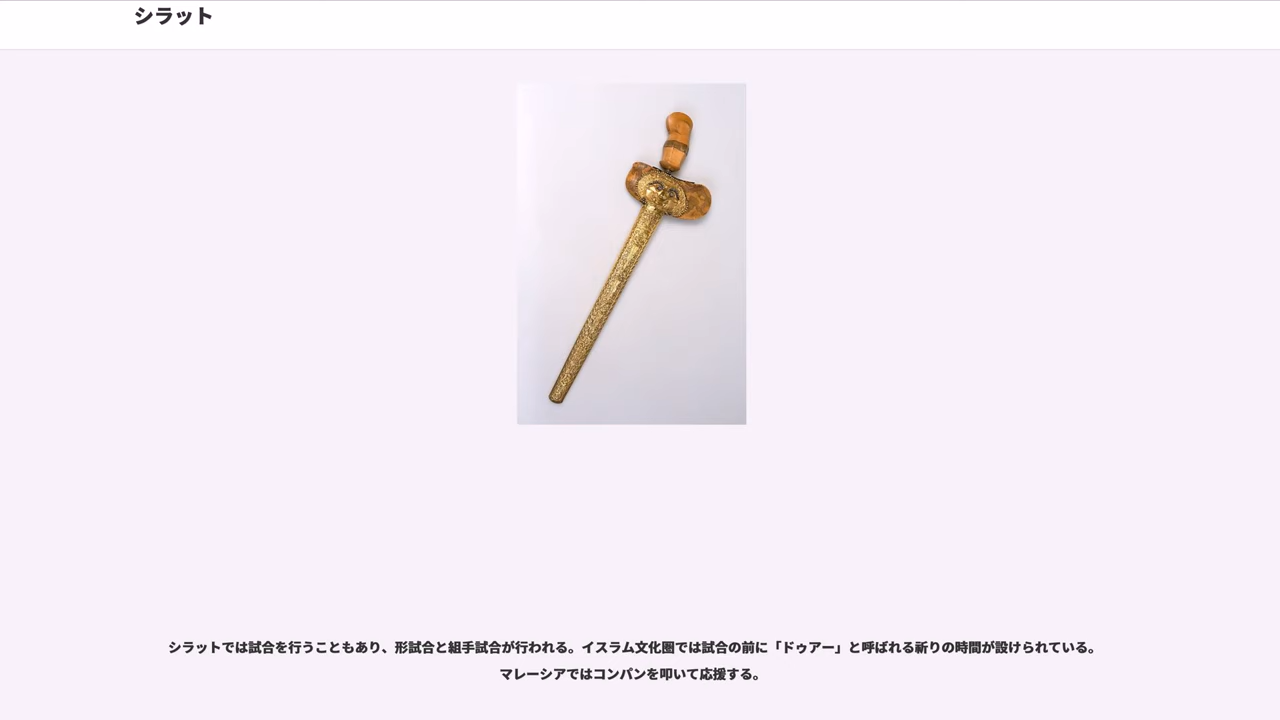 シラット
シラットでは試合を行うこともあり、形試合と組手試合が行われる。イスラム文化圏では試合の前に「ドゥアー」と呼ばれる祈りの時間が設けられている。
マレーシアではコンパンを叩いて応援する。